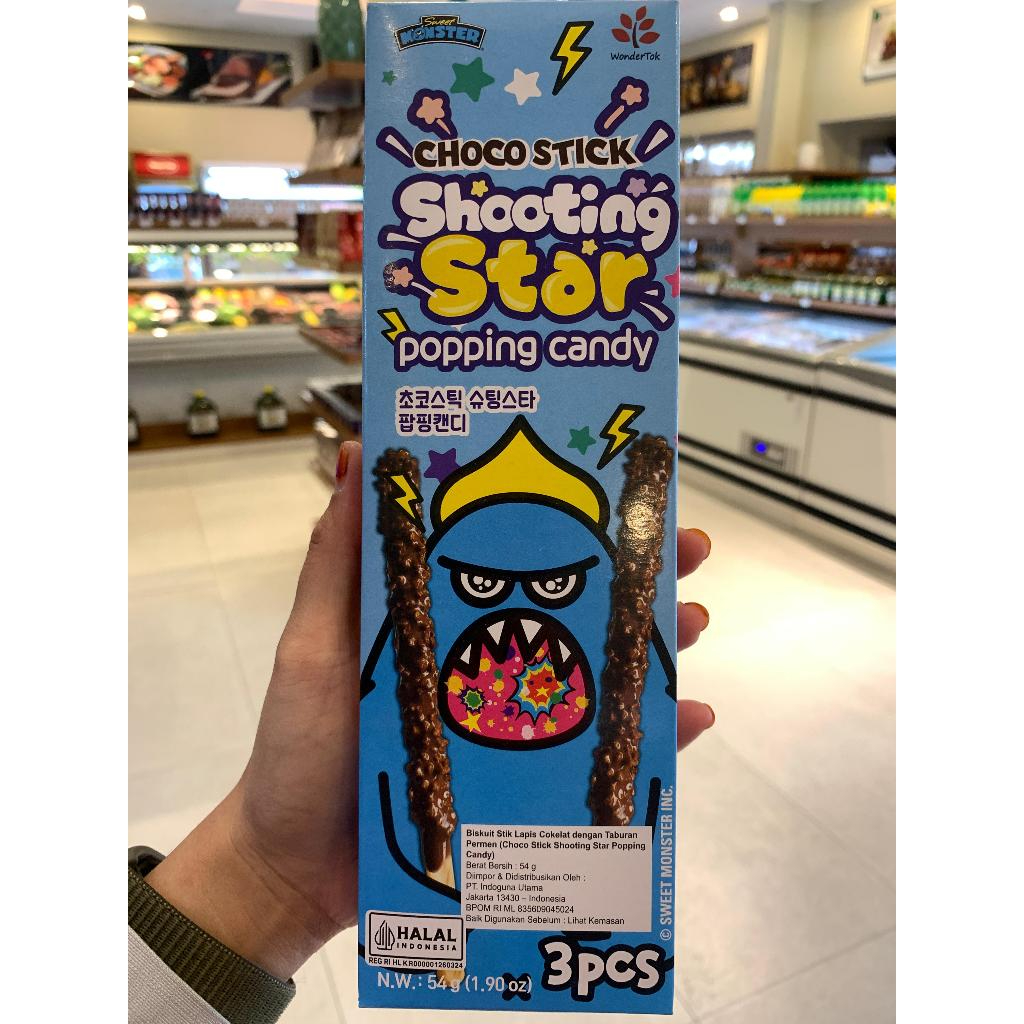 Sweet
MONSTER
WonderTok
CHOCO STICK
Shooting
Star
popping candy
초코스틱 슈팅스타
팝핑캔디
Biskuit Stik Lapis Cokelat dengan Taburan
Permen (Choco Stick Shooting Star Popping
Candy)
Berat Bersih : 54 g
Diimpor & Didistribusikan Oleh :
PT. Indoguna Utama
Jakarta 13430 – Indonesia
BPOM RI ML 835609045024
Baik Digunakan Sebelum : Lihat Kemasan
© SWEET MONSTER INC.
HALAL
INDONESIA
REG RI HLKR000001260324
N.W.: 54 g (1.90 oz) x 3pcs